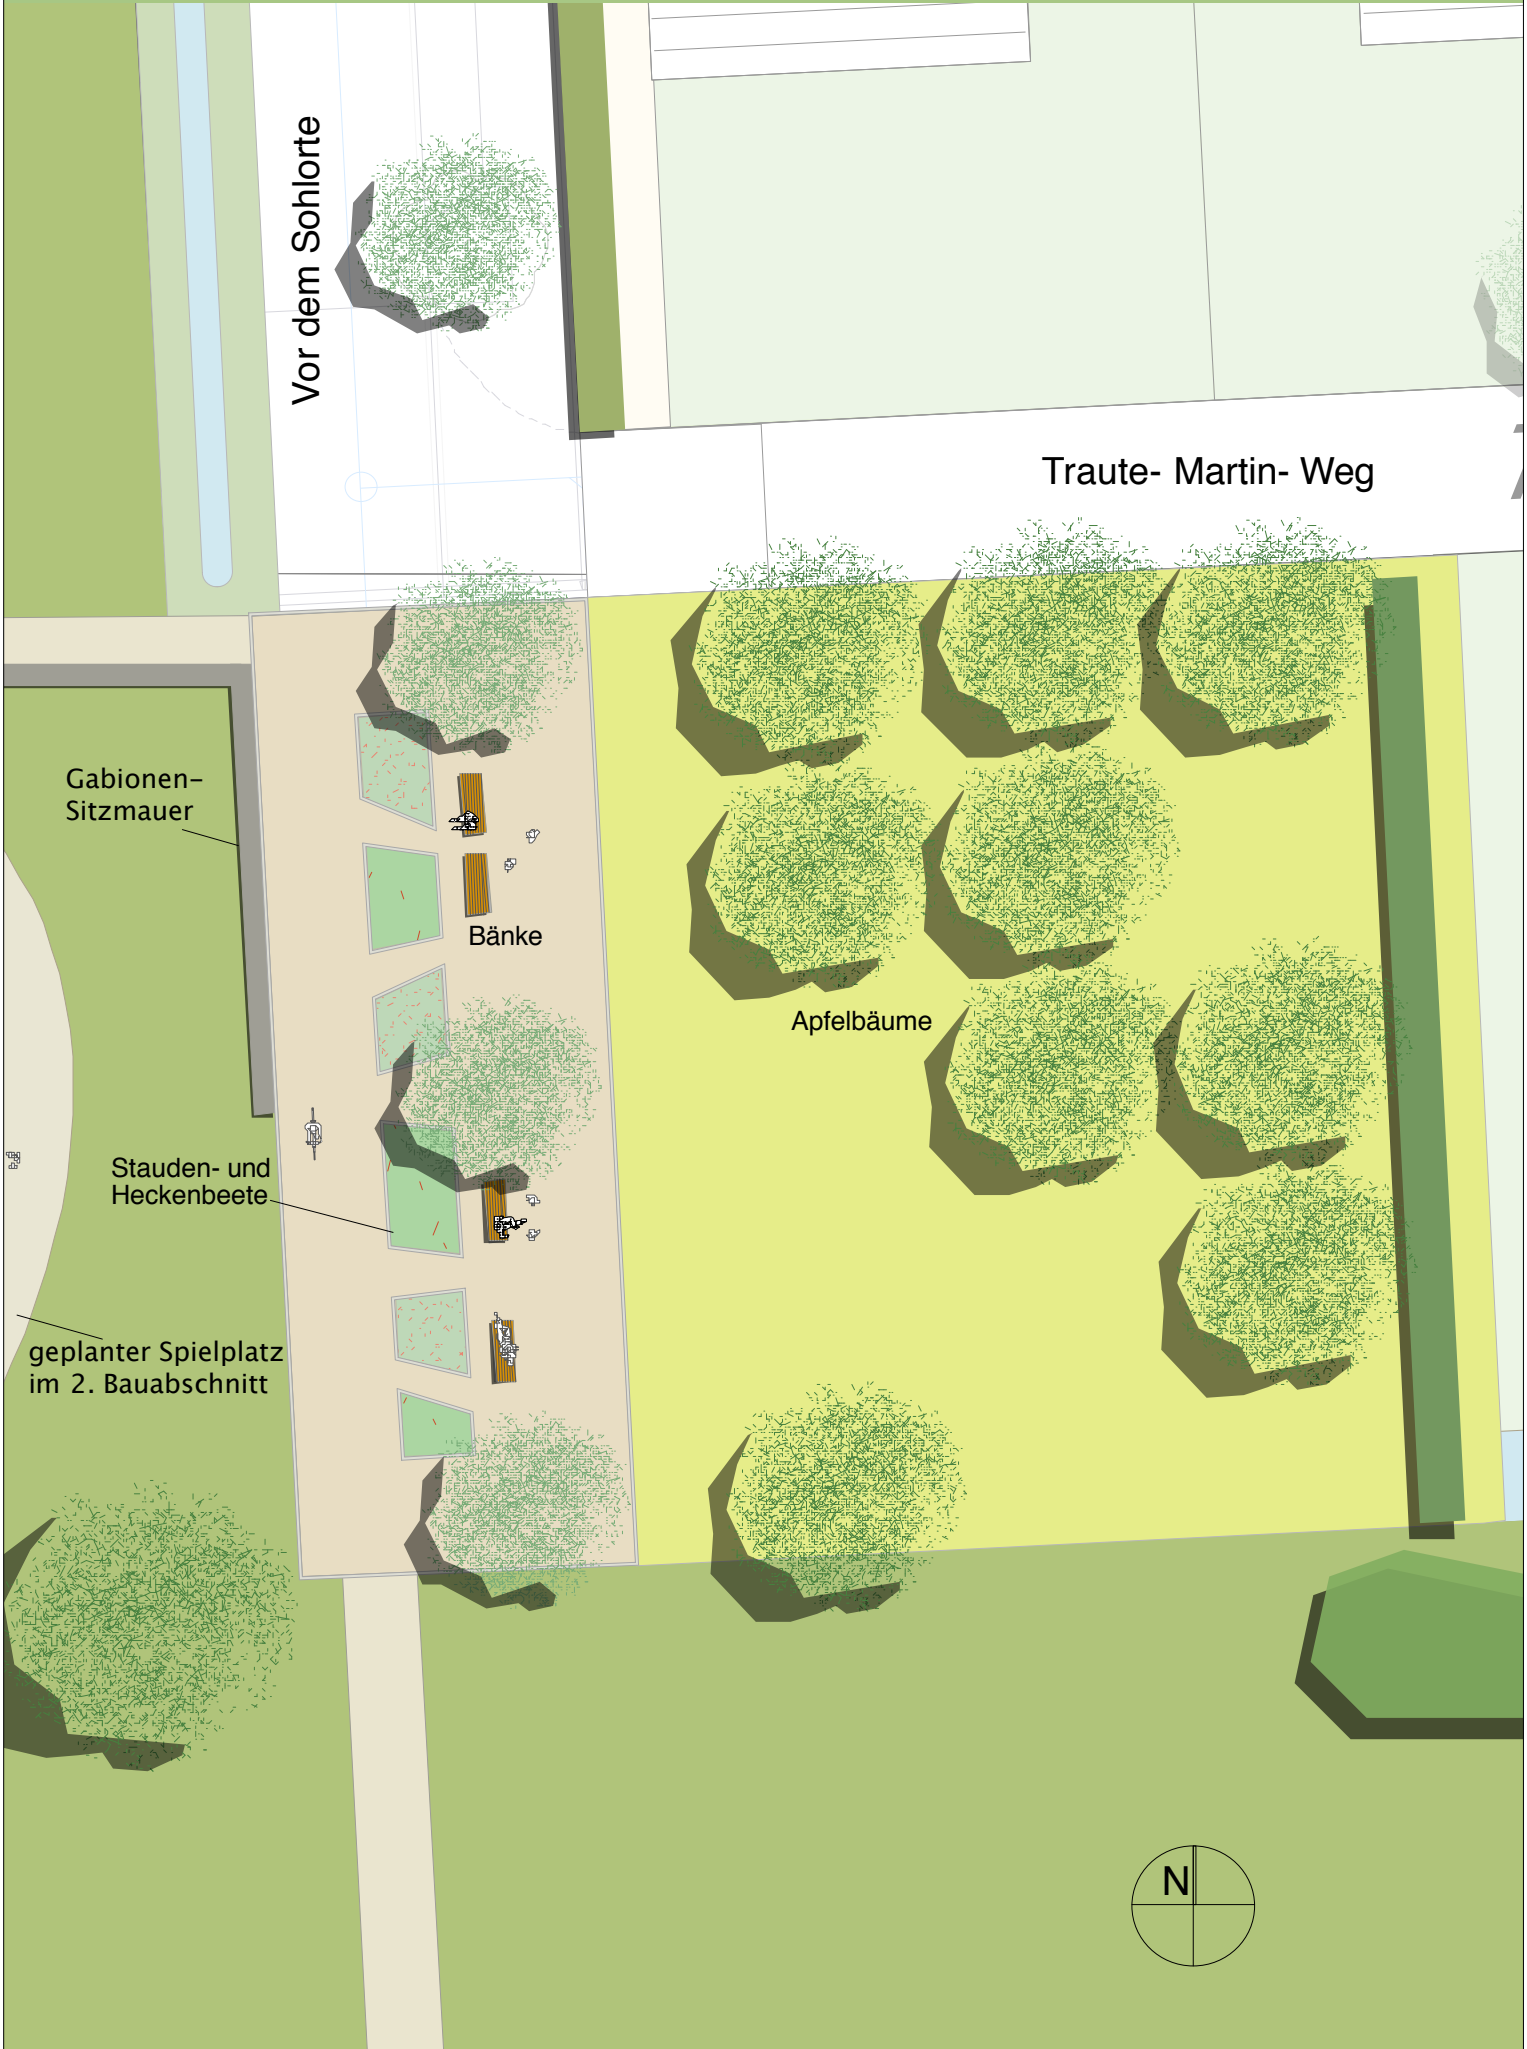 Vor dem Sohlorte
Traute- Martin- Weg
Gabionen-
Sitzmauer
Bänke
Apfelbäume
Stauden- und
Heckenbeete
geplanter Spielplatz
im 2. Bauabschnitt
N